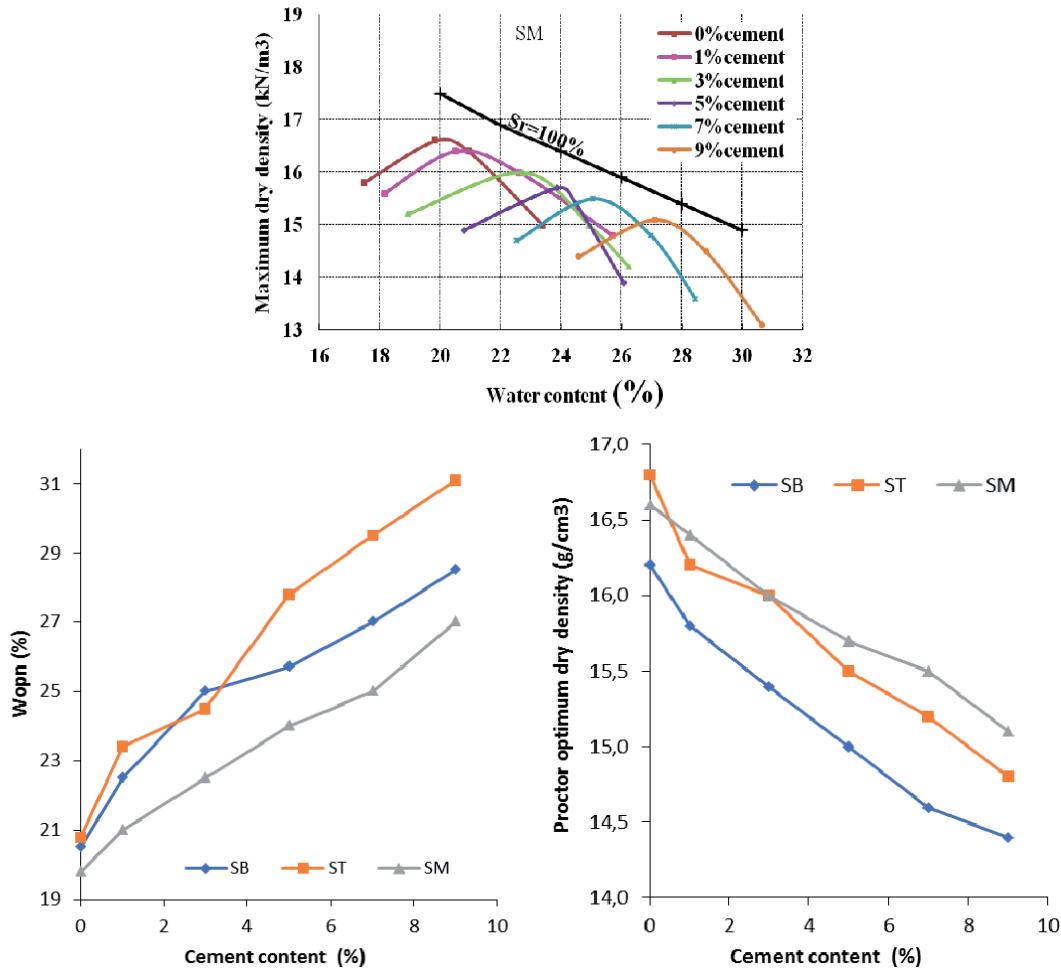 19
18
17
16
15
14
13
Maximum dry density (kN/m3)
SM
0%cement
1%cement
3%cement
5%cement
7%cement
9%cement
Sr=100%
16 18 20 22 24 26 28 30 32
Water content (%)
31
29
27
25
23
21
19
Wopn (%)
SB ST SM
0 2 4 6 8 10
Cement content (%)
17,0
16,5
16,0
15,5
15,0
14,5
14,0
Proctor optimum dry density (g/cm3)
SB ST SM
0 2 4 6 8 10
Cement content (%)